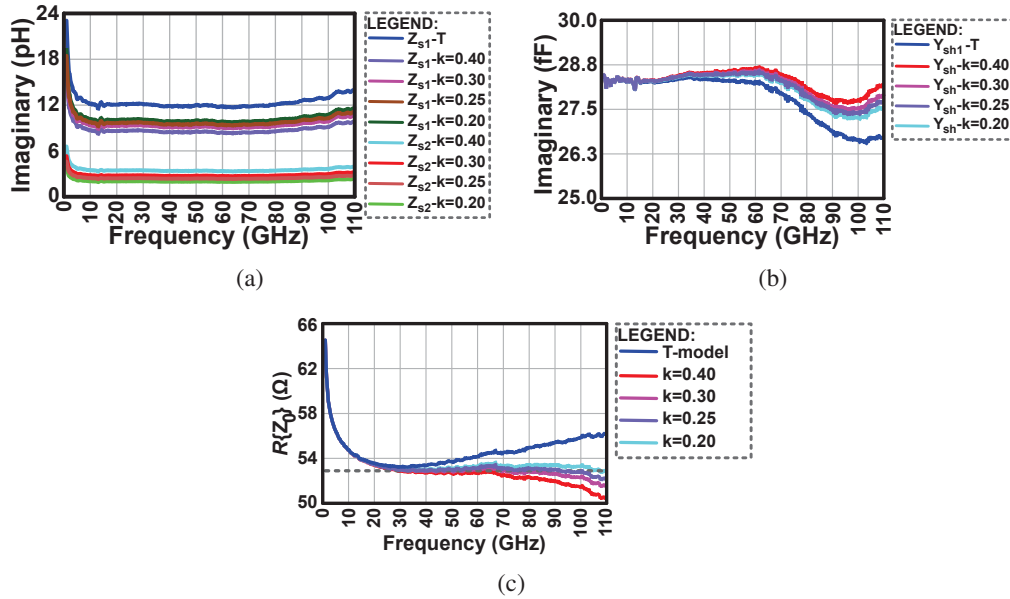 24
18
12
6
0
Imaginary (pH)
0
10
20
30
40
50
60
70
80
90
100
110
Frequency (GHz)
LEGEND:
Zs1-T
Zs1-k=0.40
Zs1-k=0.30
Zs1-k=0.25
Zs1-k=0.20
Zs2-k=0.40
Zs2-k=0.30
Zs2-k=0.25
Zs2-k=0.20
(a)
30.0
28.8
27.5
26.3
25.0
Imaginary (fF)
0
10
20
30
40
50
60
70
80
90
100
110
Frequency (GHz)
LEGEND:
Ysh1-T
Ysh-k=0.40
Ysh-k=0.30
Ysh-k=0.25
Ysh-k=0.20
(b)
66
62
58
54
50
R{Z0} (Ω)
0
10
20
30
40
50
60
70
80
90
100
110
Frequency (GHz)
LEGEND:
T-model
k=0.40
k=0.30
k=0.25
k=0.20
(c)